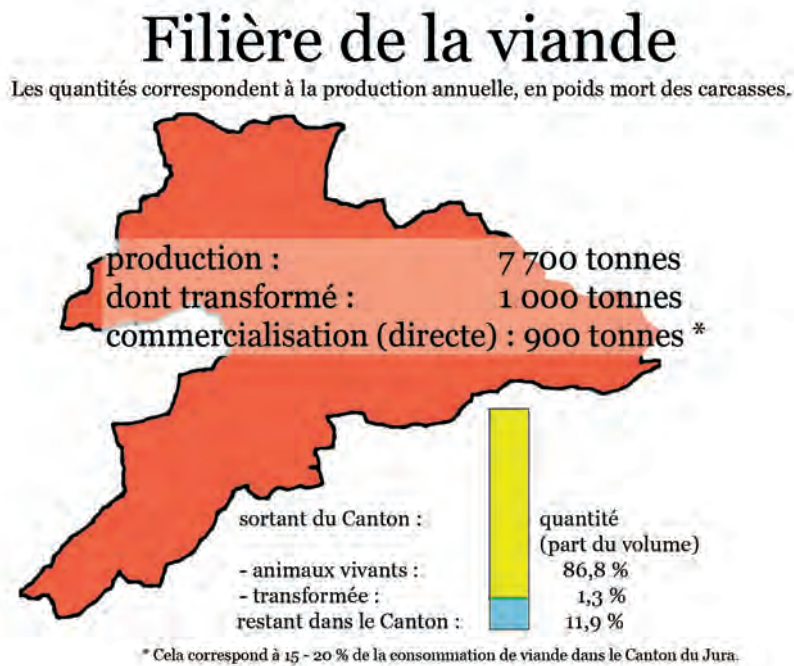 Filière de la viande
Les quantités correspondent à la production annuelle, en poids mort des carcasses.
production : 7 700 tonnes
dont transformé : 1 000 tonnes
commercialisation (directe) : 900 tonnes *
sortant du Canton : quantité
(part du volume)
- animaux vivants : 86,8 %
- transformée : 1,3 %
restant dans le Canton : 11,9 %
* Cela correspond à 15 - 20 % de la consommation de viande dans le Canton du Jura.